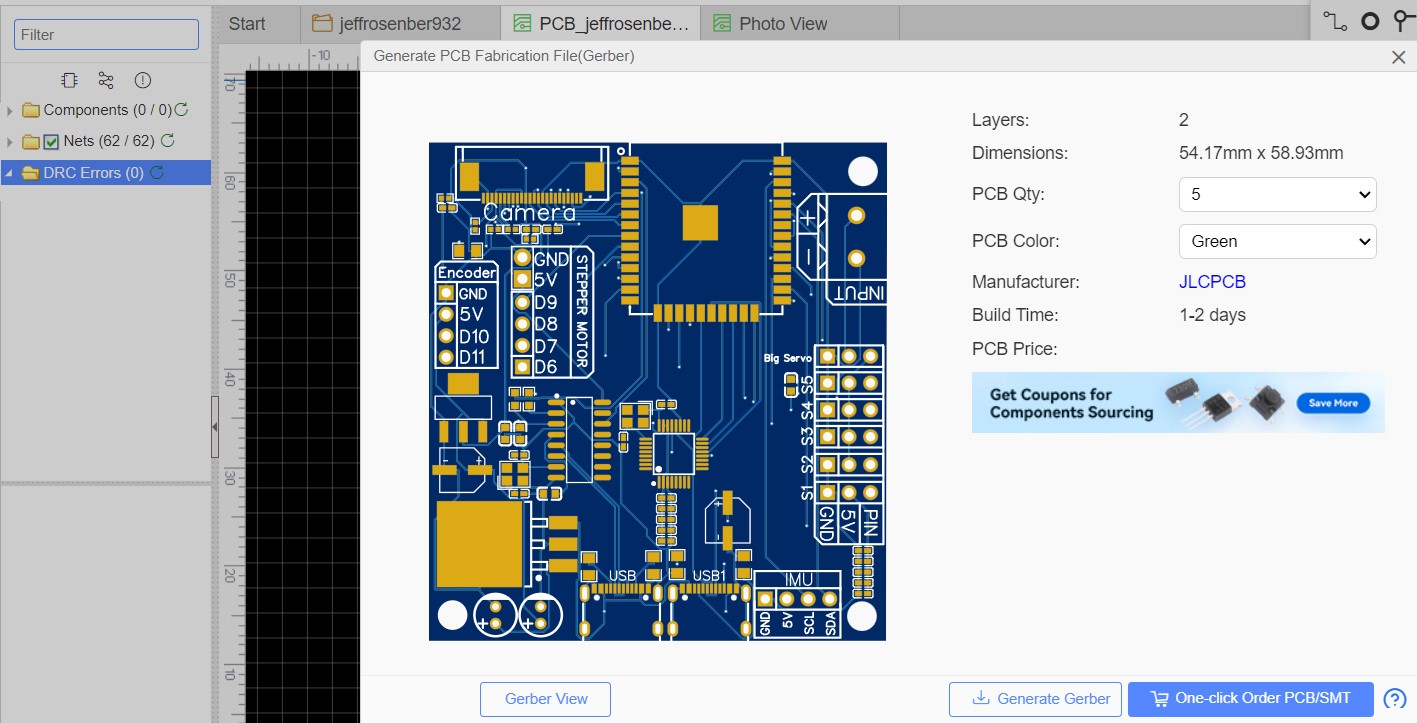 Start
jeffrosenber932
PCB_jeffrosenbe...
Photo View
Filter
Components (0 / 0)
Nets (62 / 62)
DRC Errors (0)
-10
70
60
50
40
30
20
10
Generate PCB Fabrication File(Gerber)
Camera
Encoder
GND
5V
D10
D11
GND
5V
D9
D8
D7
D6
STEPPER MOTOR
+
-
INPUT
Big Servo
S5
S4
S3
S2
S1
GND
5V
PIN
USB
USB1
IMU
GND
5V
SCL
SDA
Layers: 2
Dimensions: 54.17mm x 58.93mm
PCB Qty: 5
PCB Color: Green
Manufacturer: JLCPCB
Build Time: 1-2 days
PCB Price:
Get Coupons for
Components Sourcing
Save More
Gerber View
Generate Gerber
One-click Order PCB/SMT